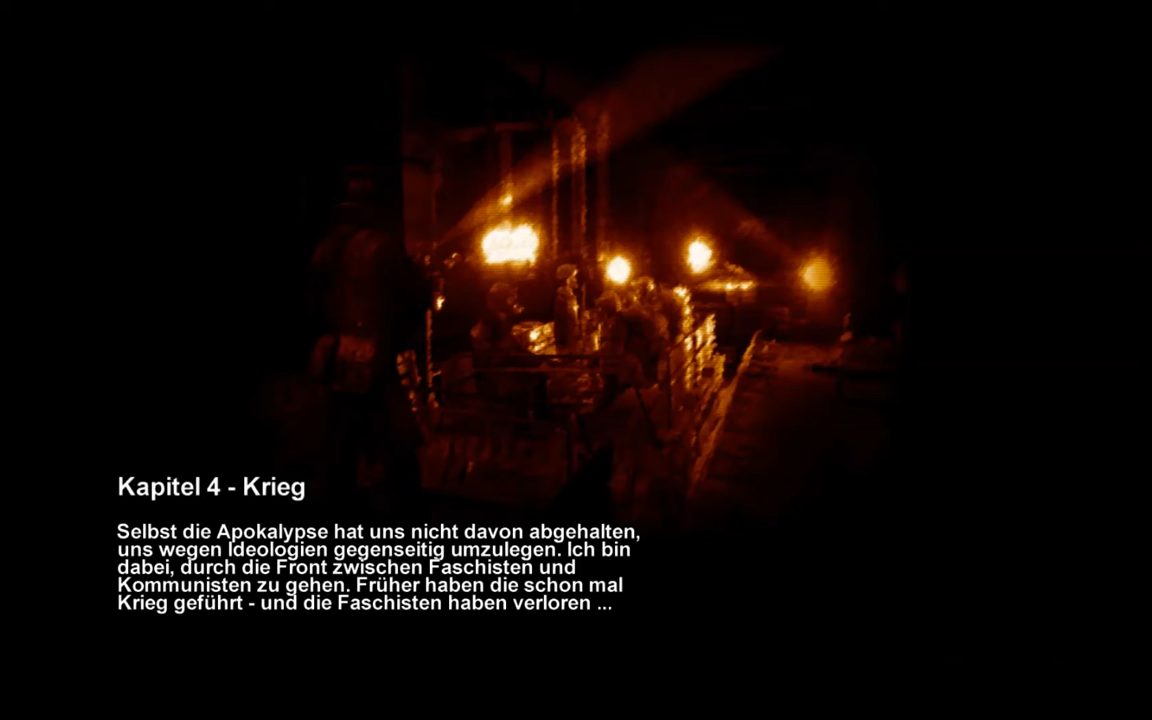 Kapitel 4 - Krieg
Selbst die Apokalypse hat uns nicht davon abgehalten,
uns wegen Ideologien gegenseitig umzulegen. Ich bin
dabei, durch die Front zwischen Faschisten und
Kommunisten zu gehen. Früher haben die schon mal
Krieg geführt - und die Faschisten haben verloren ...